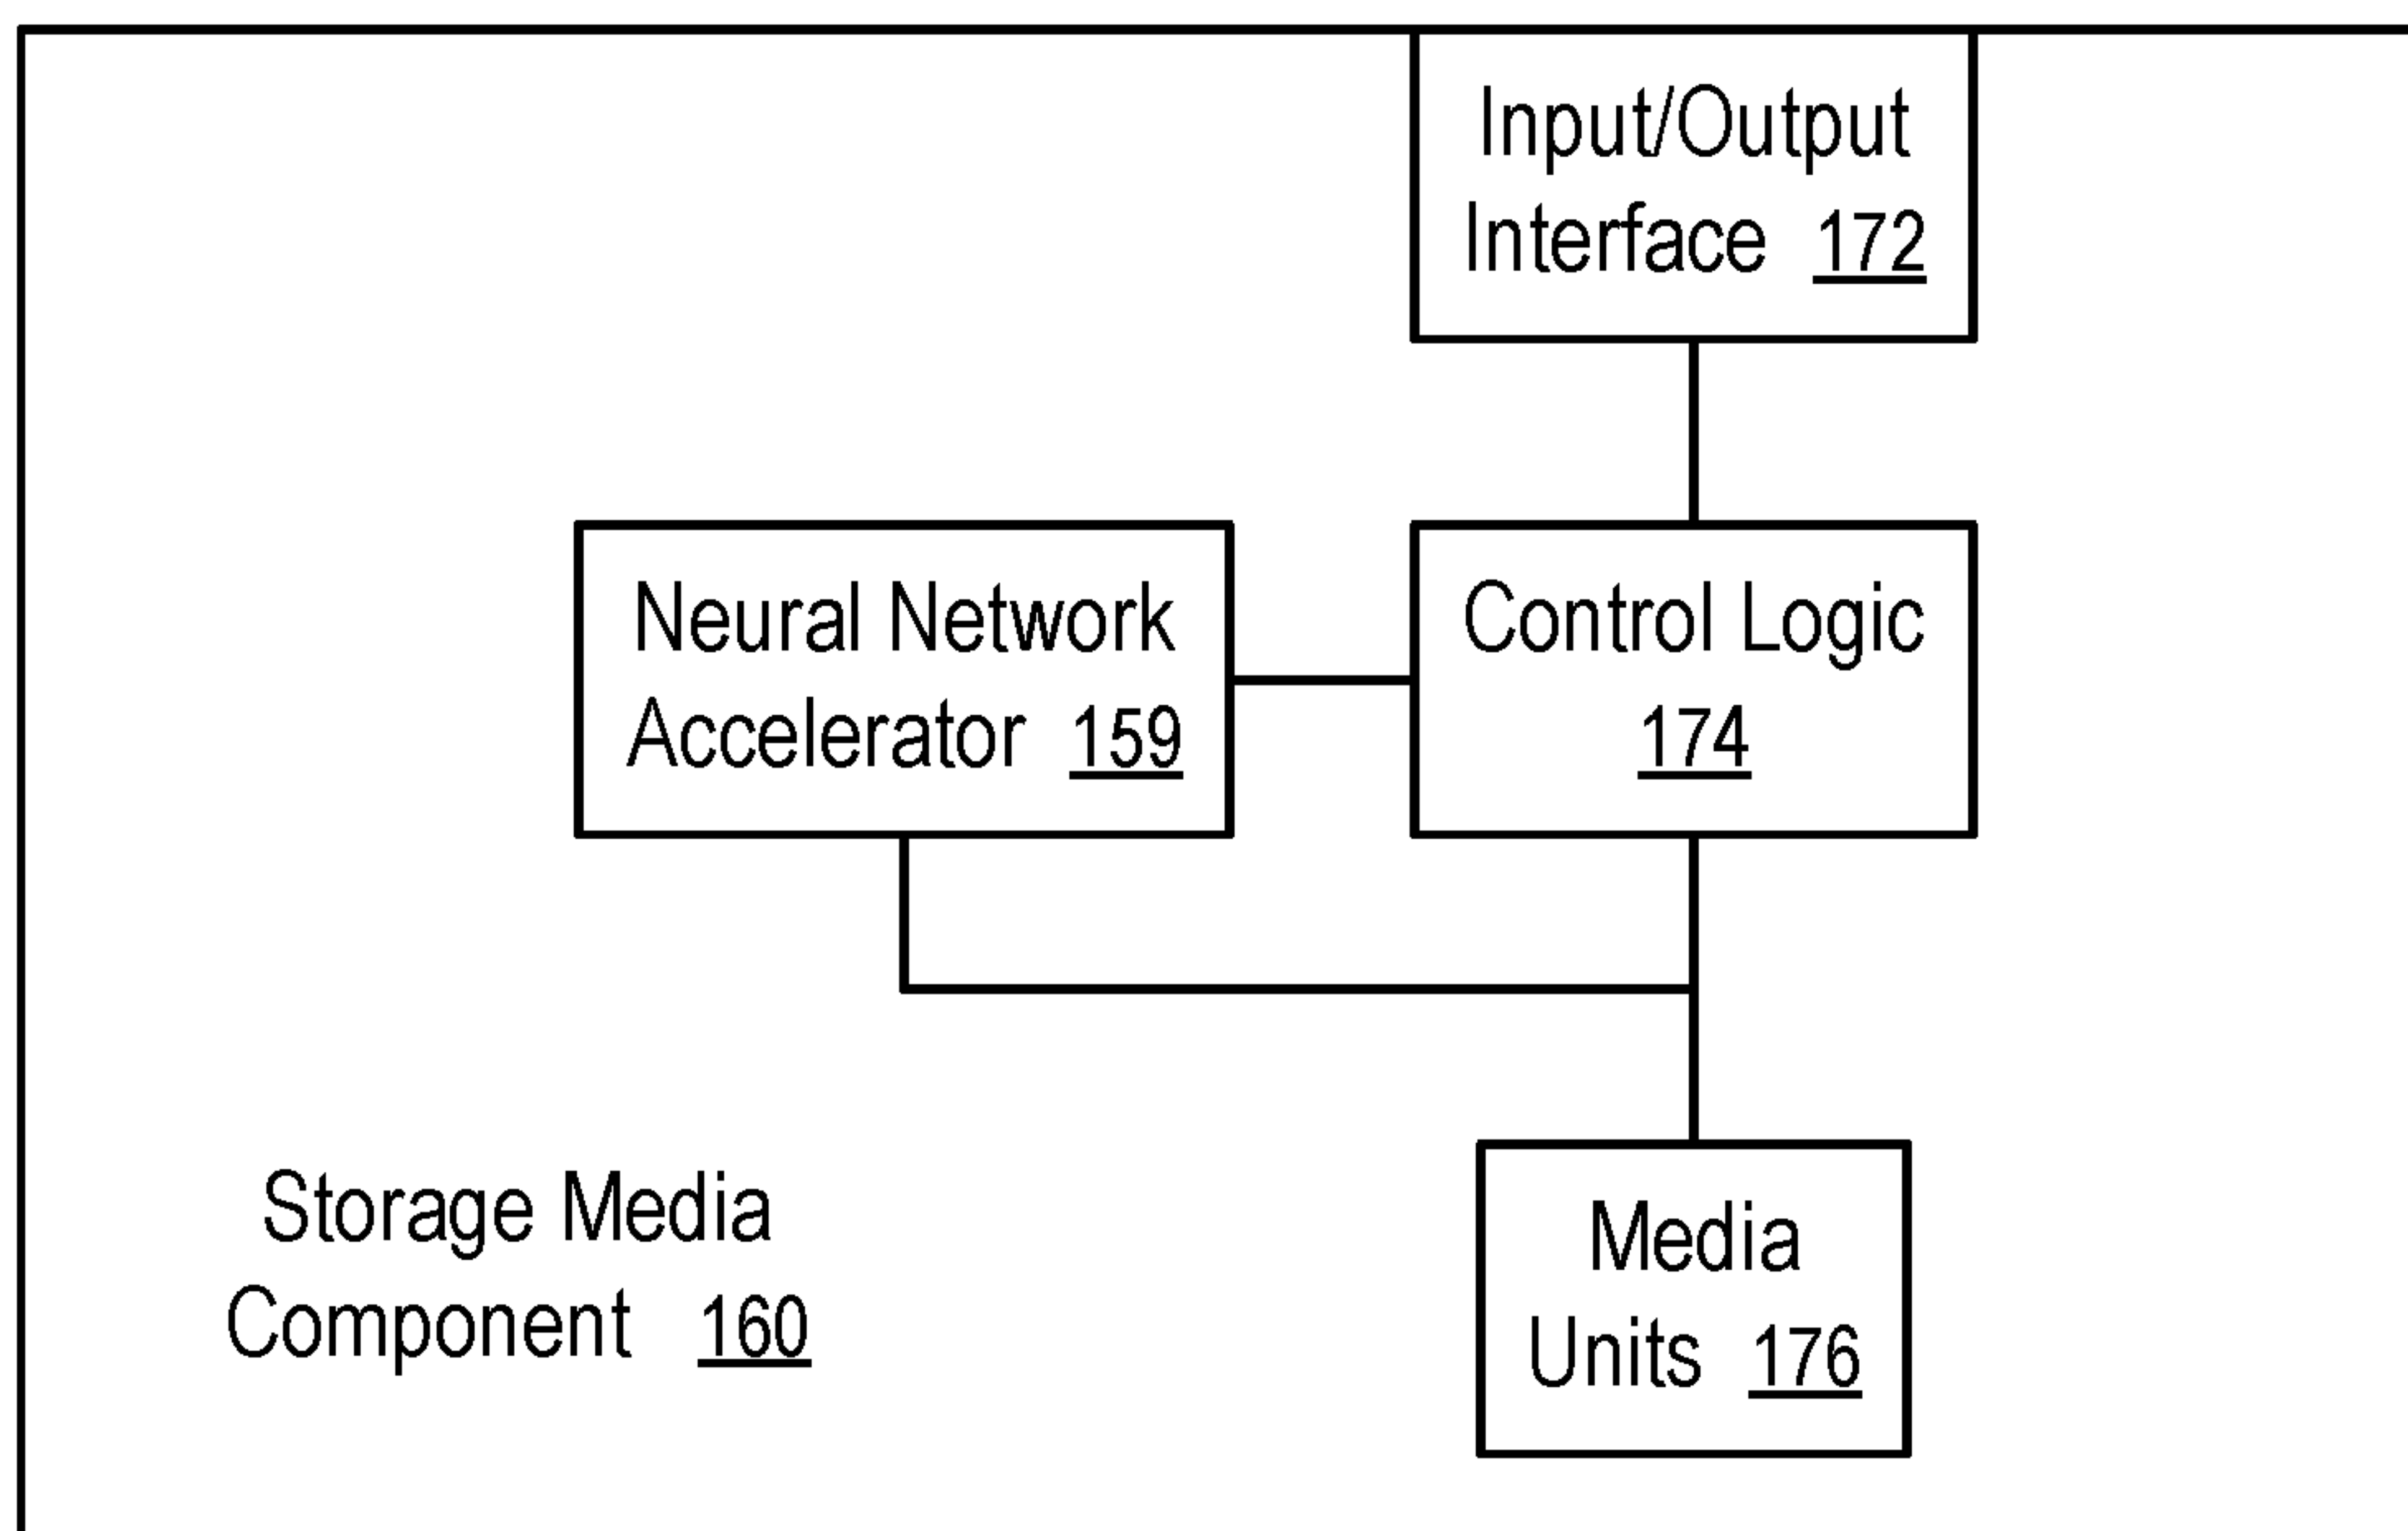 Input/Output
Interface 172
Neural Network
Accelerator 159
Control Logic
174
Storage Media
Component 160
Media
Units 176